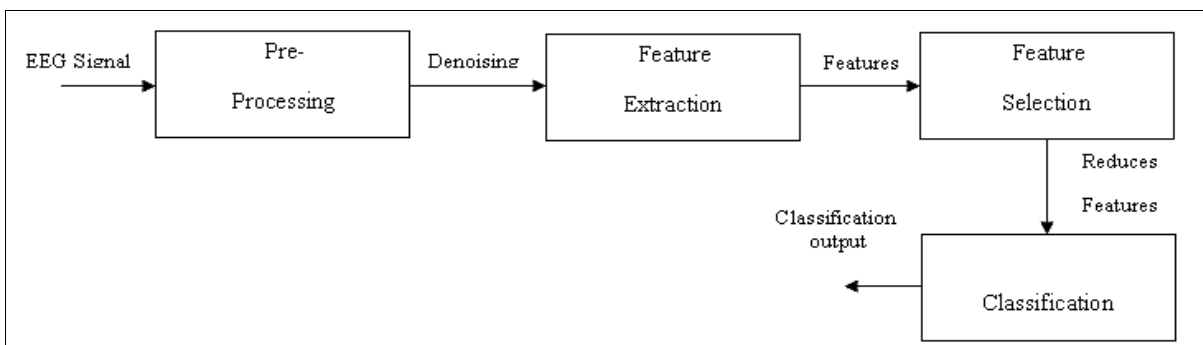 EEG Signal
Pre-
Processing
Denoising
Feature
Extraction
Features
Feature
Selection
Reduces
Features
Classification
output
Classification